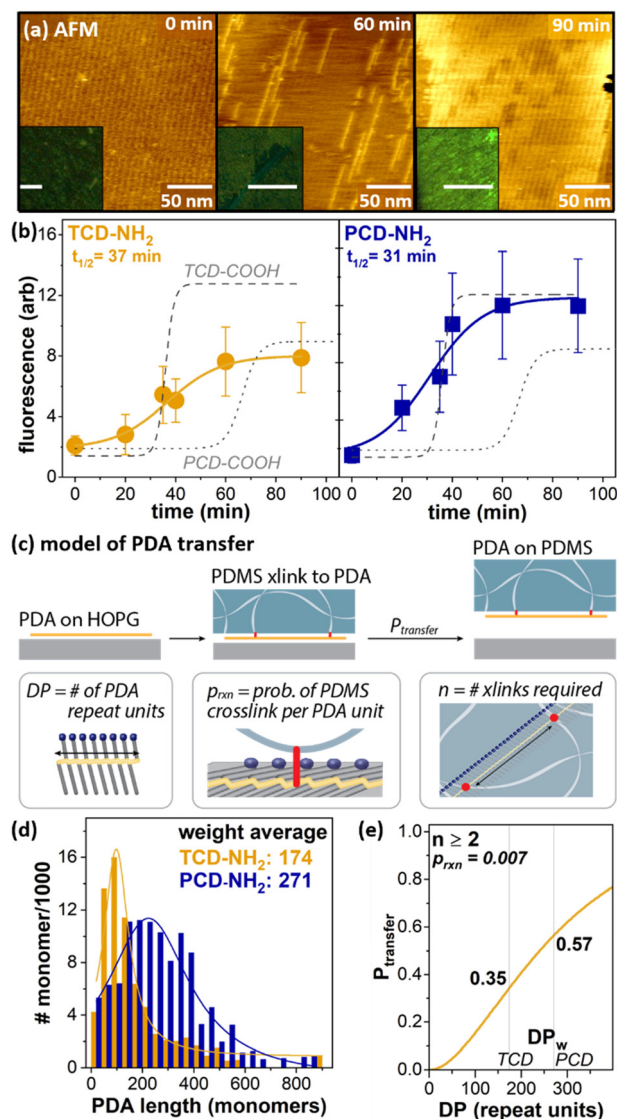 (a) AFM
0 min
60 min
90 min
50 nm
50 nm
50 nm
(b)
TCD-NH₂
t₁/₂= 37 min
TCD-COOH
PCD-COOH
PCD-NH₂
t₁/₂= 31 min
16
12
8
4
0
fluorescence (arb)
0 20 40 60 80 100
time (min)
0 20 40 60 80 100
time (min)
(c) model of PDA transfer
PDA on HOPG
PDMS xlink to PDA
P_transfer
PDA on PDMS
DP = # of PDA
repeat units
p_rxn = prob. of PDMS
crosslink per PDA unit
n = # xlinks required
(d)
weight average
TCD-NH₂: 174
PCD-NH₂: 271
16
12
8
4
0
# monomer/1000
0 200 400 600 800
PDA length (monomers)
(e)
n ≥ 2
p_rxn = 0.007
1.0
0.8
0.6
0.4
0.2
0.0
P_transfer
0.35
0.57
DP_w
TCD
PCD
0 100 200 300
DP (repeat units)